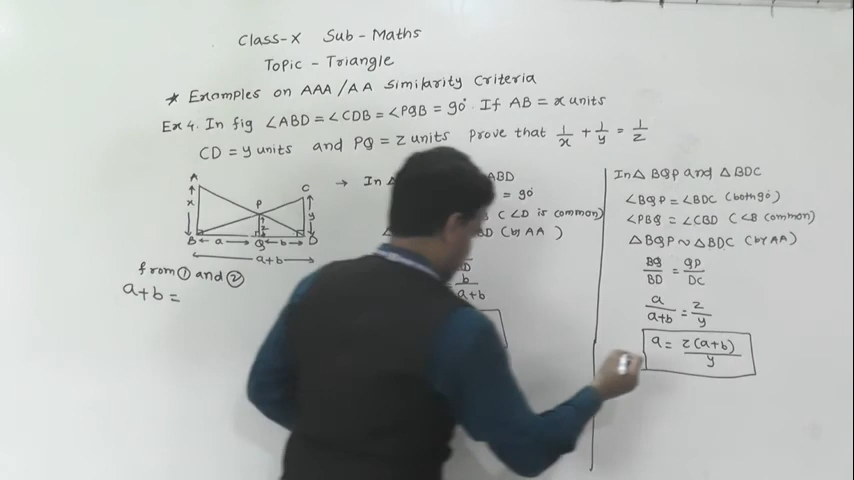 Class-X Sub-Maths
Topic - Triangle
* Examples on AAA/AA Similarity Criteria
Ex 4. In fig ∠ABD = ∠CDB = ∠PQB = 90°. If AB = x units
CD = y units and PQ = z units prove that 1/x + 1/y = 1/z
A
C
P
x
y
z
B ← a → Q ← b → D
a+b
from ① and ②
a+b =
→ In
ABD
= 90
(∠D is common)
(by AA)
b
a+b
In △ BQP and △ BDC
∠BQP = ∠BDC (both 90)
∠PBQ = ∠CBD (∠B common)
△BQP ~ △BDC (by AA)
BQ/BD = QP/DC
a/a+b = z/y
a = z(a+b)/y